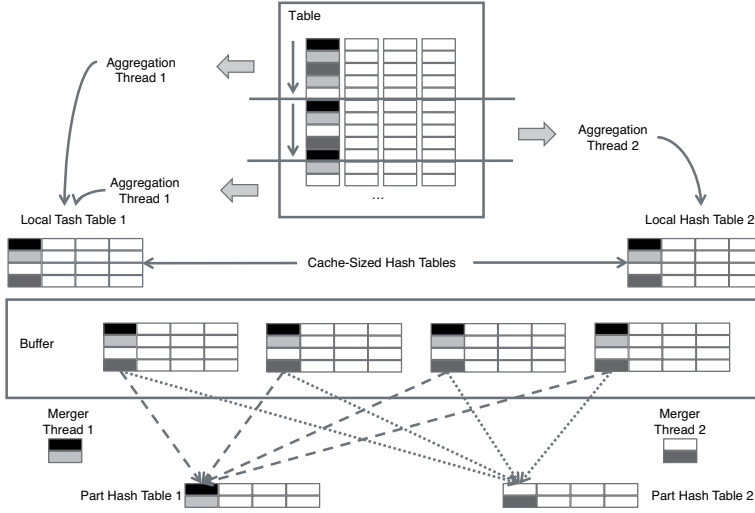 Table
Aggregation
Thread 1
Aggregation
Thread 2
Aggregation
Thread 1
...
Local Tash Table 1
Local Hash Table 2
Cache-Sized Hash Tables
Buffer
Merger
Thread 1
Merger
Thread 2
Part Hash Table 1
Part Hash Table 2